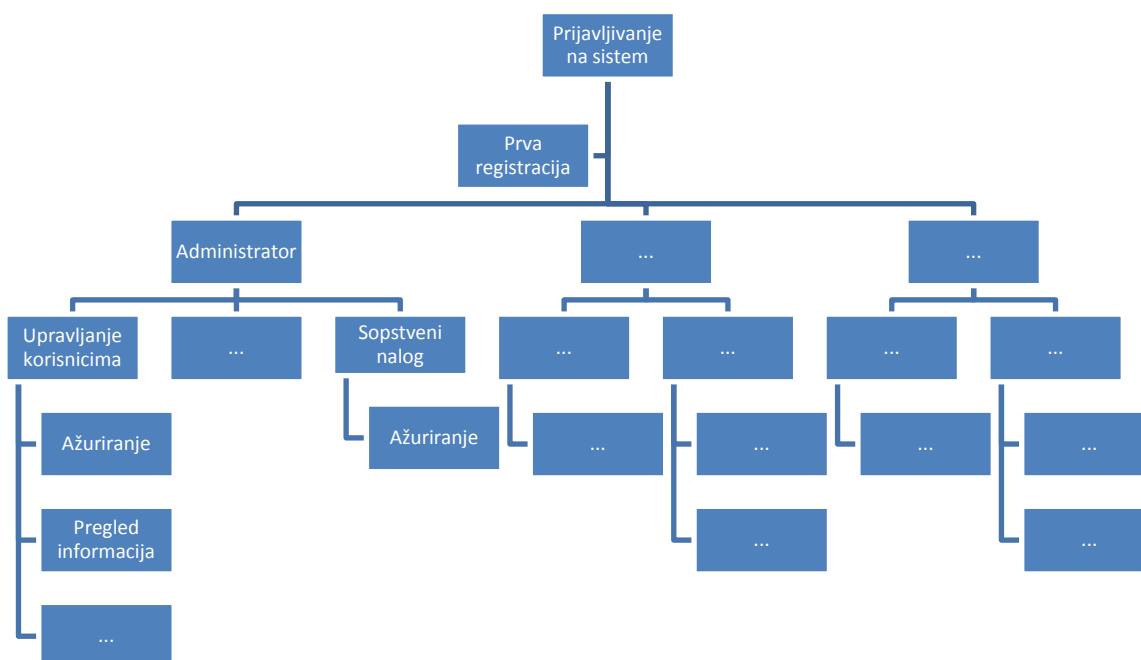 Prijavljivanje
na sistem
Prva
registracija
Administrator
...
...
Upravljanje
korisnicima
...
Sopstveni
nalog
...
...
...
...
Ažuriranje
Ažuriranje
...
...
...
...
Pregled
informacija
...
...
...